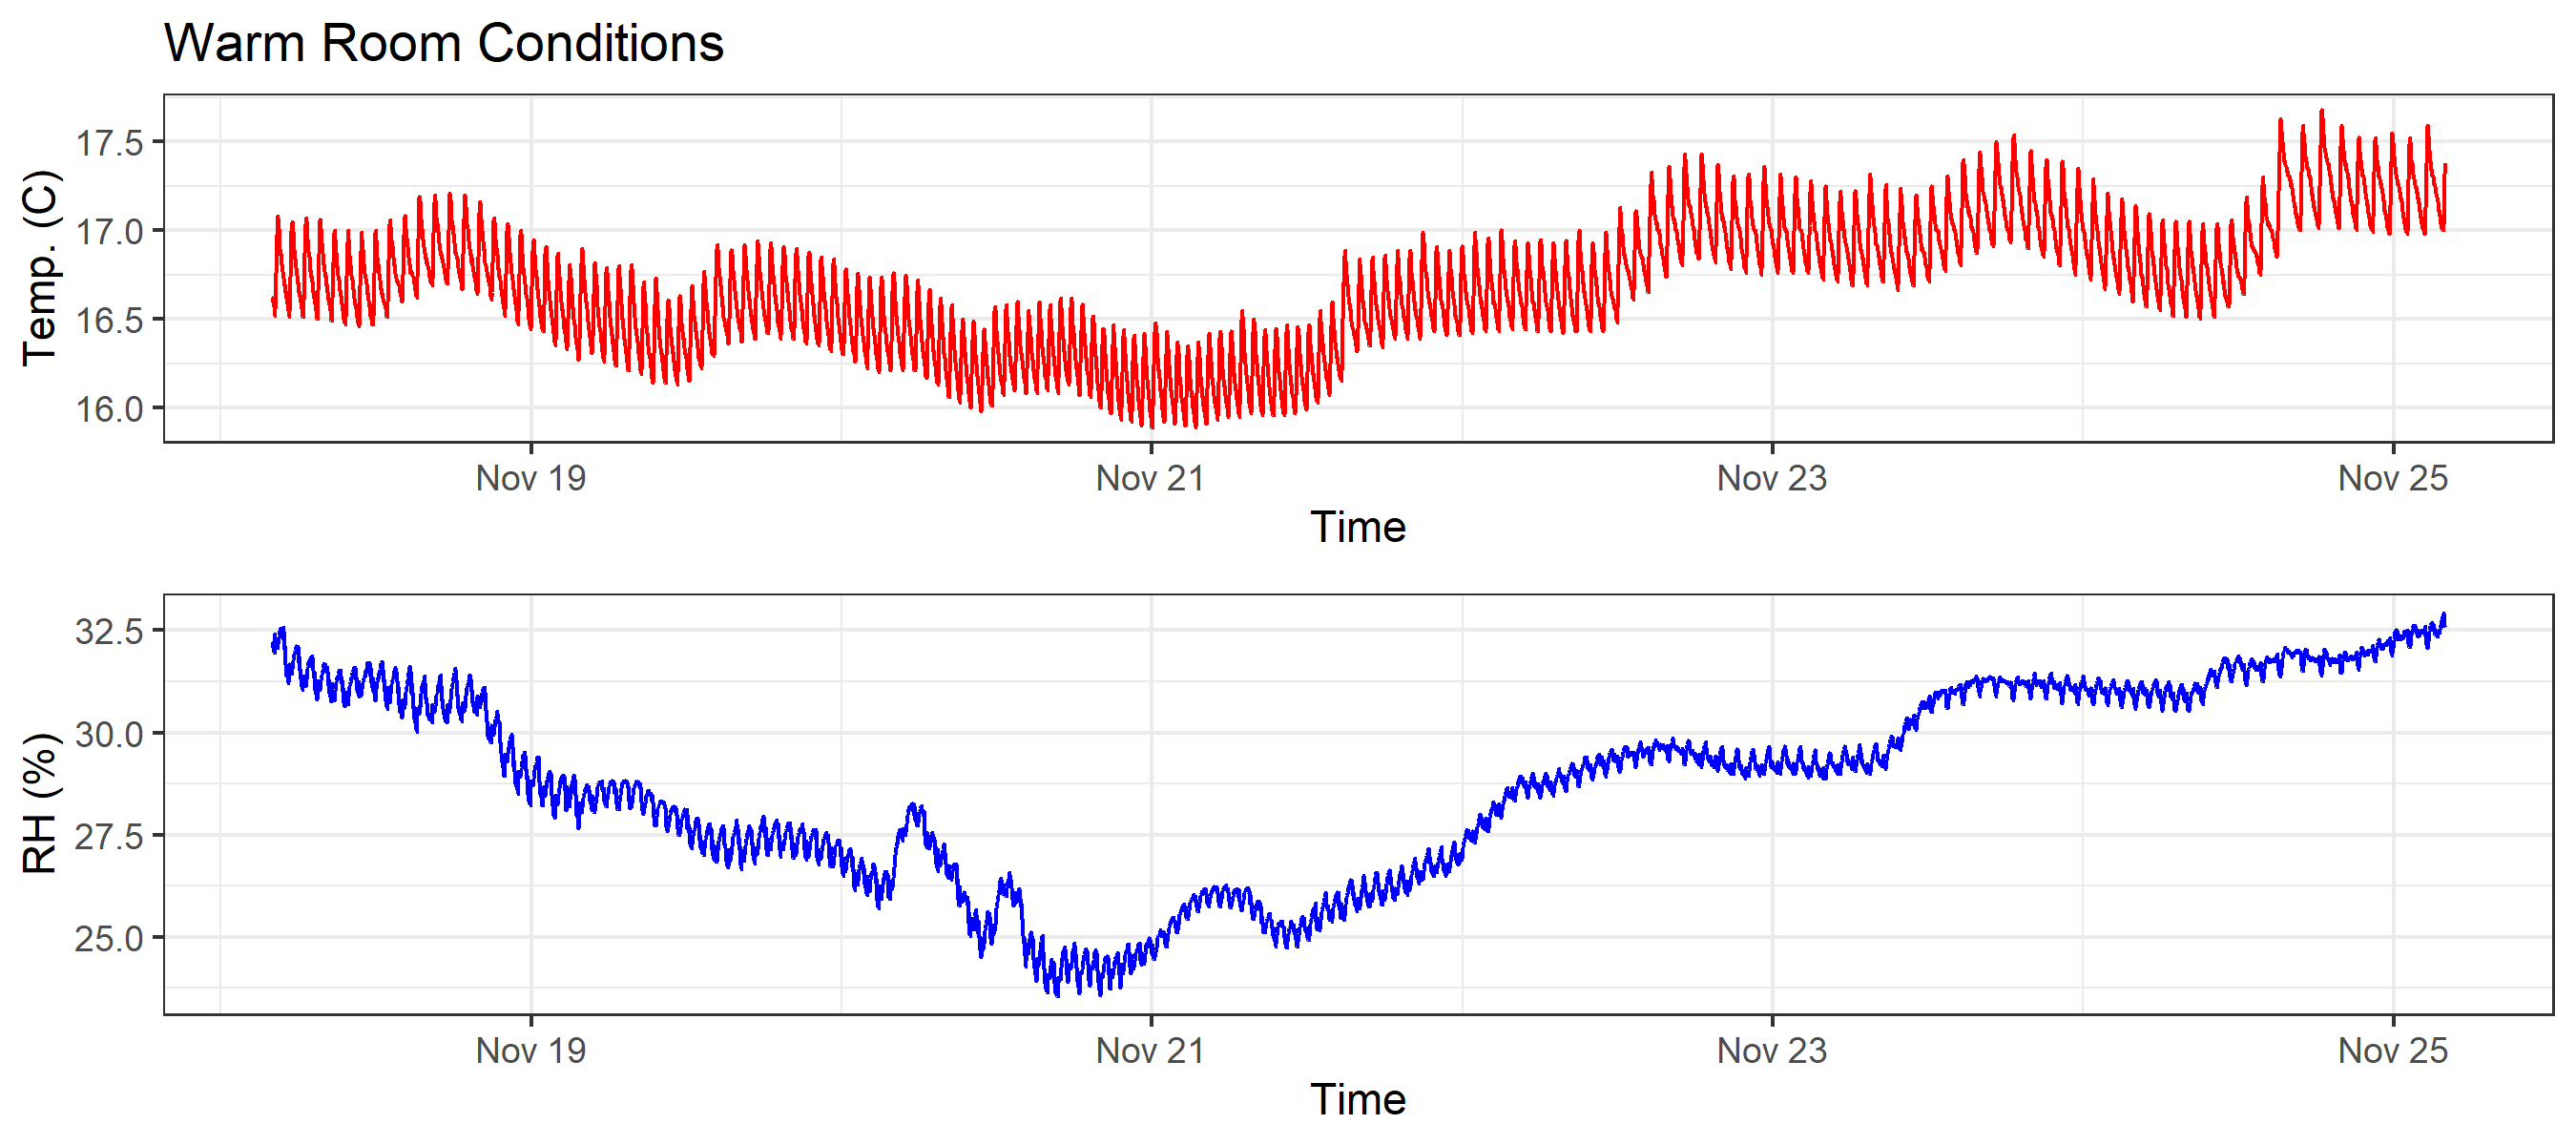 Warm Room Conditions
Temp. (C)
17.5
17.0
16.5
16.0
Nov 19 Nov 21 Nov 23 Nov 25
Time
RH (%)
32.5
30.0
27.5
25.0
Nov 19 Nov 21 Nov 23 Nov 25
Time